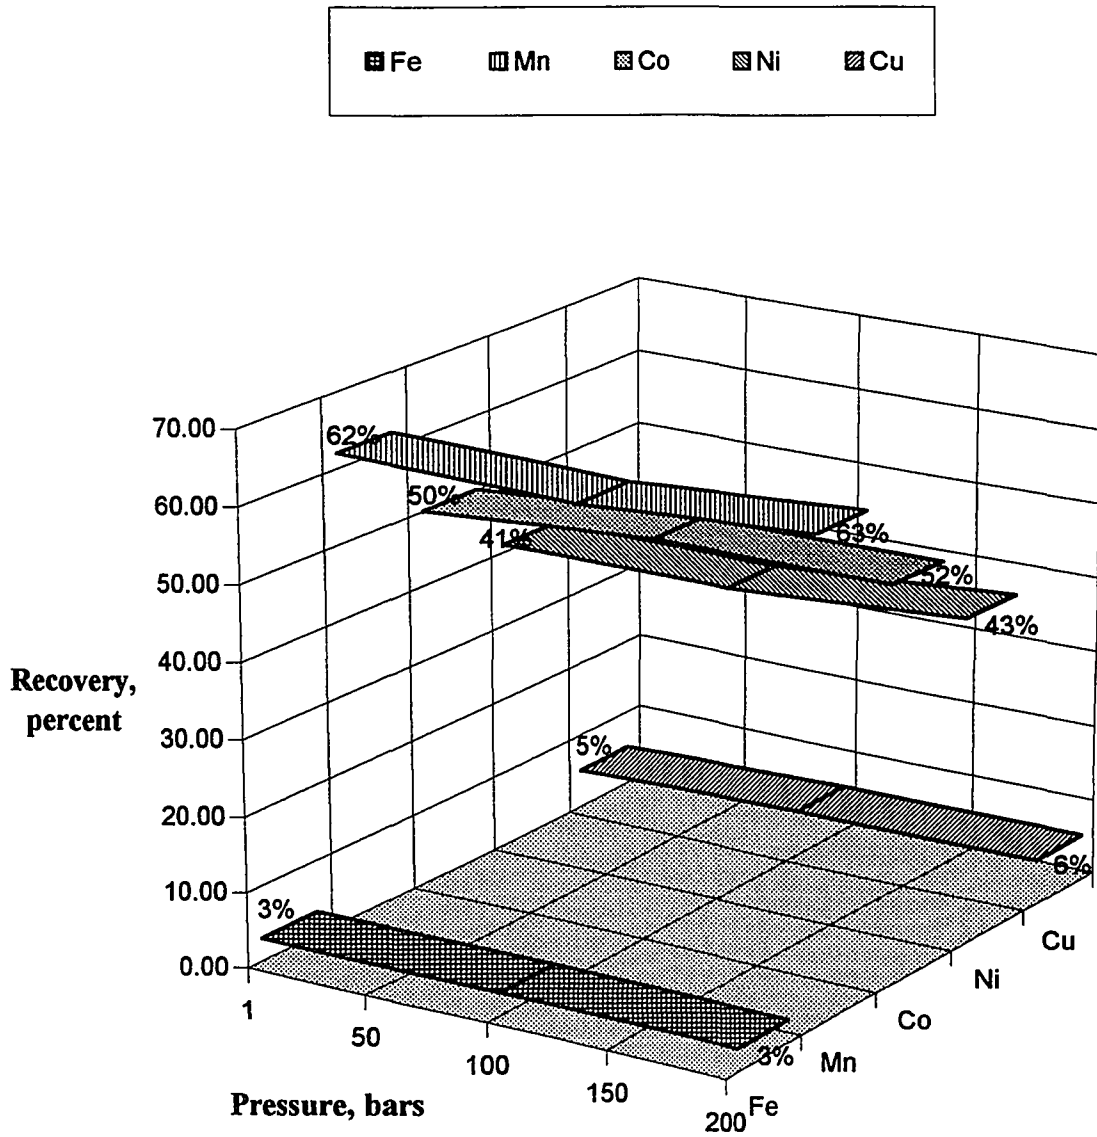 Fe Mn Co Ni Cu
70.00
60.00
50.00
40.00
30.00
20.00
10.00
0.00
Recovery,
percent
62%
63%
50%
52%
41%
43%
5%
6%
3%
3%
1
50
100
150
200
Pressure, bars
Fe
Mn
Co
Ni
Cu